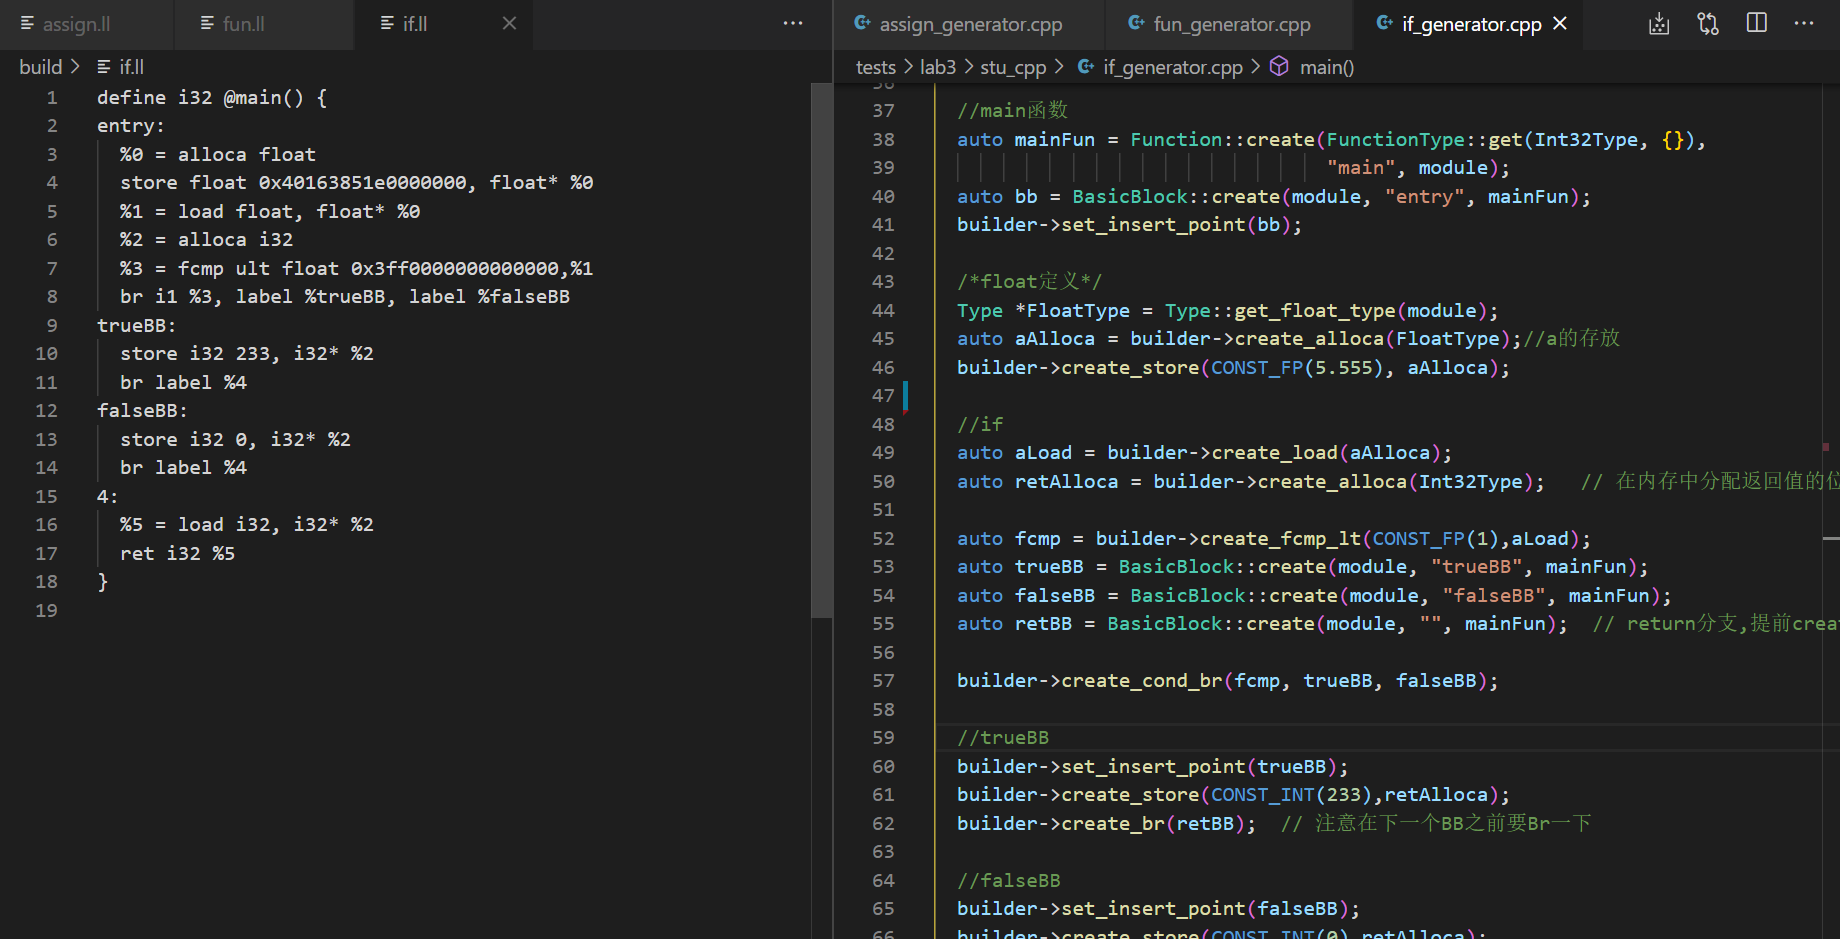 assign.ll fun.ll if.ll
build > if.ll
1 define i32 @main() {
2 entry:
3 %0 = alloca float
4 store float 0x40163851e0000000, float* %0
5 %1 = load float, float* %0
6 %2 = alloca i32
7 %3 = fcmp ult float 0x3ff0000000000000,%1
8 br i1 %3, label %trueBB, label %falseBB
9 trueBB:
10 store i32 233, i32* %2
11 br label %4
12 falseBB:
13 store i32 0, i32* %2
14 br label %4
15 4:
16 %5 = load i32, i32* %2
17 ret i32 %5
18 }
19
assign_generator.cpp fun_generator.cpp if_generator.cpp
tests > lab3 > stu_cpp > if_generator.cpp > main()
37 //main函数
38 auto mainFun = Function::create(FunctionType::get(Int32Type, {}),
39 "main", module);
40 auto bb = BasicBlock::create(module, "entry", mainFun);
41 builder->set_insert_point(bb);
42
43 /*float定义*/
44 Type *FloatType = Type::get_float_type(module);
45 auto aAlloca = builder->create_alloca(FloatType);//a的存放
46 builder->create_store(CONST_FP(5.555), aAlloca);
47
48 //if
49 auto aLoad = builder->create_load(aAlloca);
50 auto retAlloca = builder->create_alloca(Int32Type); // 在内存中分配返回值的位
51
52 auto fcmp = builder->create_fcmp_lt(CONST_FP(1),aLoad);
53 auto trueBB = BasicBlock::create(module, "trueBB", mainFun);
54 auto falseBB = BasicBlock::create(module, "falseBB", mainFun);
55 auto retBB = BasicBlock::create(module, "", mainFun); // return分支,提前crea
56
57 builder->create_cond_br(fcmp, trueBB, falseBB);
58
59 //trueBB
60 builder->set_insert_point(trueBB);
61 builder->create_store(CONST_INT(233),retAlloca);
62 builder->create_br(retBB); // 注意在下一个BB之前要Br一下
63
64 //falseBB
65 builder->set_insert_point(falseBB);
66 builder->create_store(CONST_INT(0),retAlloca);